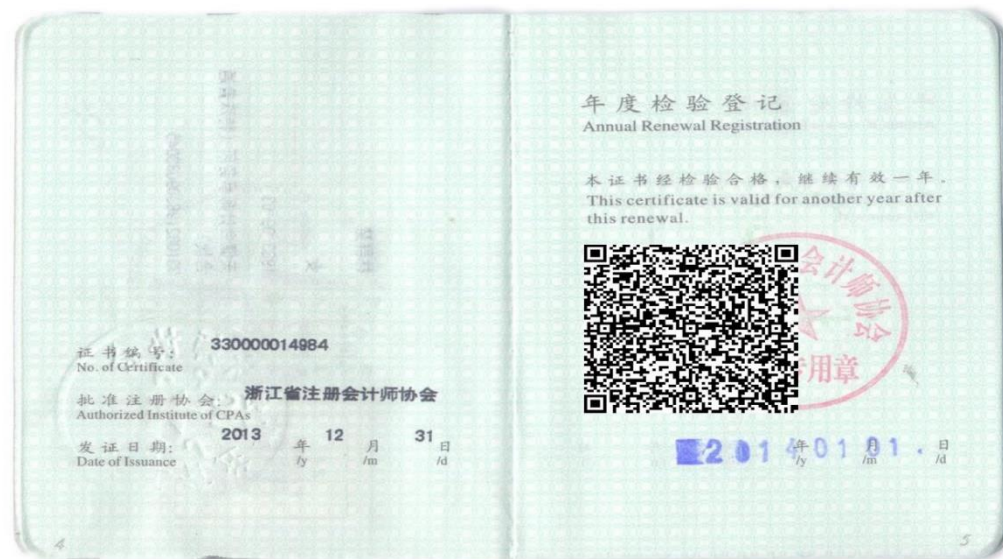 证书编号: 330000014984
No. of Certificate
批准注册协会: 浙江省注册会计师协会
Authorized Institute of CPAs
发证日期: 2013 年 12 月 31 日
Date of Issuance /y /m /d
4
年度检验登记
Annual Renewal Registration
本证书经检验合格，继续有效一年.
This certificate is valid for another year after
this renewal.
会计师协会
专用章
2014 年 01 月 01 . 日
/y /m /d
5